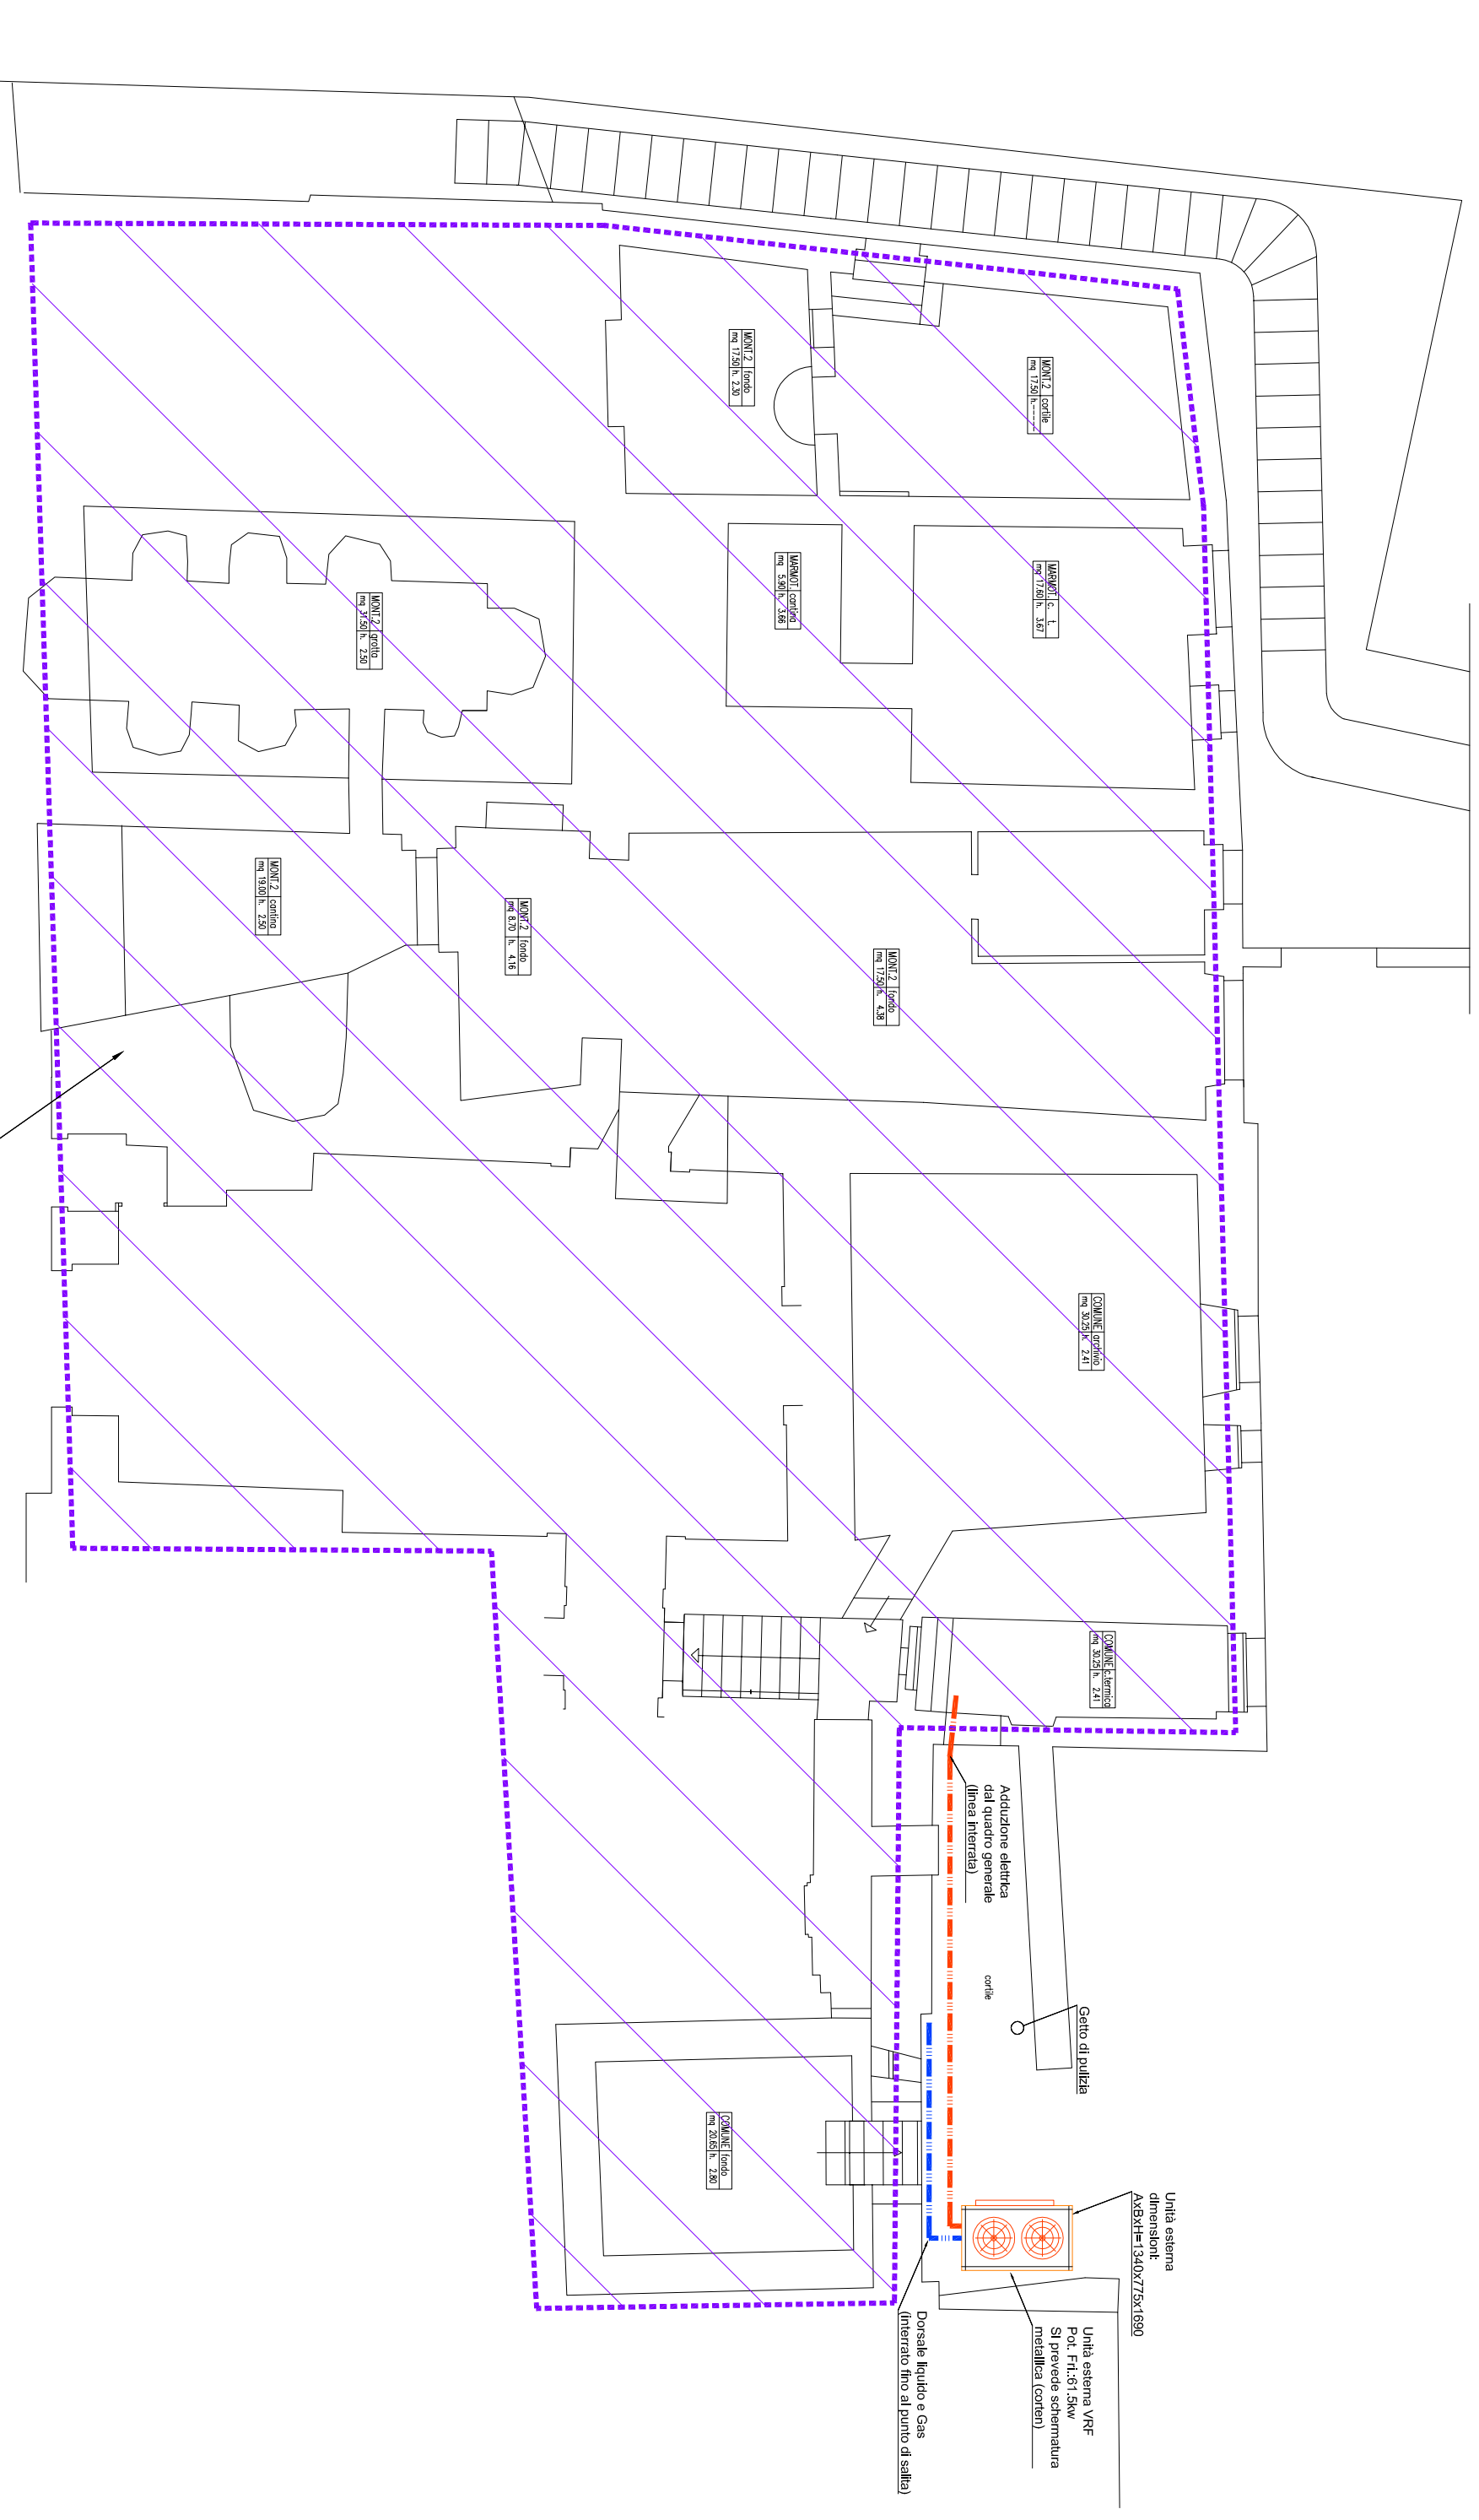 MONT.2 cortile
mq 17.50 h.-----
MONT.2 fondo
mq 17.50 h. 2.30
MARMOT. c. t.
mq 17.60 h. 3.67
MARMOT. cantina
mq 5.90 h. 3.66
MONT.2 grotta
mq 31.50 h. 2.50
MONT.2 cantina
mq 19.00 h. 2.50
MONT.2 fondo
mq 8.70 h. 4.16
MONT.2 fondo
mq 17.50 h. 4.38
COMUNE archivio
mq 30.25 h. 2.41
COMUNE c.termica
mq 30.25 h. 2.41
Adduzione elettrica
dal quadro generale
(linea interrata)
cortile
Getto di pulizia
COMUNE fondo
mq 20.65 h. 2.80
Unità esterna
dimensioni:
AxBxH=1340x775x1690
Unità esterna VRF
Pot. Fri.:61.5kw
Si prevede schermatura
metallica (corten)
Dorsale liquido e Gas
(interrato fino al punto di salita)